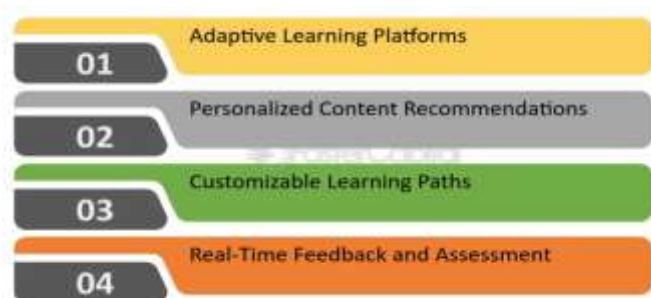 Adaptive Learning Platforms
01
Personalized Content Recommendations
02
Customizable Learning Paths
03
Real-Time Feedback and Assessment
04